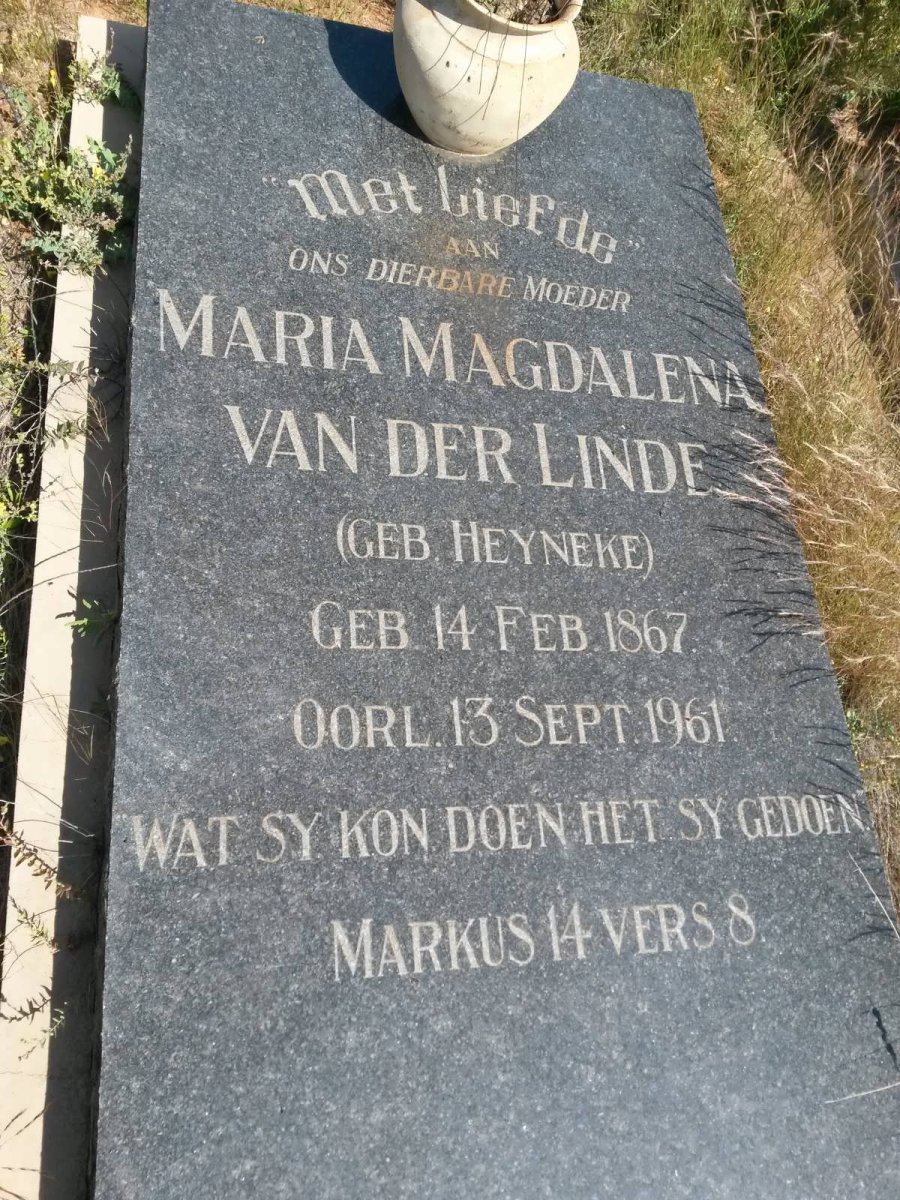 "Met Liefde"
AAN
ONS DIERBARE MOEDER
MARIA MAGDALENA
VAN DER LINDE
(GEB. HEYNEKE)
GEB. 14 FEB. 1867
OORL. 13 SEPT. 1961.
WAT SY KON DOEN HET SY GEDOEN.
MARKUS 14 VERS 8.